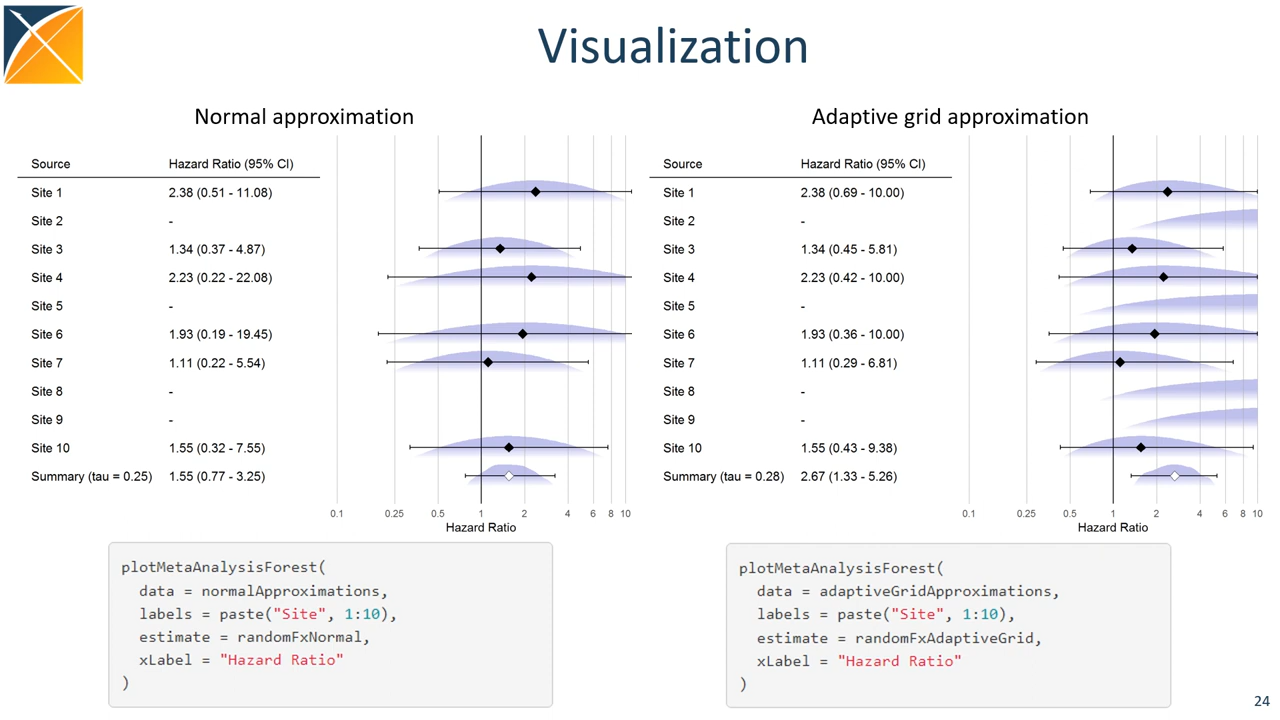 Visualization
Normal approximation
Source Hazard Ratio (95% CI)
Site 1 2.38 (0.51 - 11.08)
Site 2 -
Site 3 1.34 (0.37 - 4.87)
Site 4 2.23 (0.22 - 22.08)
Site 5 -
Site 6 1.93 (0.19 - 19.45)
Site 7 1.11 (0.22 - 5.54)
Site 8 -
Site 9 -
Site 10 1.55 (0.32 - 7.55)
Summary (tau = 0.25) 1.55 (0.77 - 3.25)
0.1 0.25 0.5 1 2 4 6 8 10
Hazard Ratio
plotMetaAnalysisForest(
data = normalApproximations,
labels = paste("Site", 1:10),
estimate = randomFxNormal,
xLabel = "Hazard Ratio"
)
Adaptive grid approximation
Source Hazard Ratio (95% CI)
Site 1 2.38 (0.69 - 10.00)
Site 2 -
Site 3 1.34 (0.45 - 5.81)
Site 4 2.23 (0.42 - 10.00)
Site 5 -
Site 6 1.93 (0.36 - 10.00)
Site 7 1.11 (0.29 - 6.81)
Site 8 -
Site 9 -
Site 10 1.55 (0.43 - 9.38)
Summary (tau = 0.28) 2.67 (1.33 - 5.26)
0.1 0.25 0.5 1 2 4 6 8 10
Hazard Ratio
plotMetaAnalysisForest(
data = adaptiveGridApproximations,
labels = paste("Site", 1:10),
estimate = randomFxAdaptiveGrid,
xLabel = "Hazard Ratio"
)
24